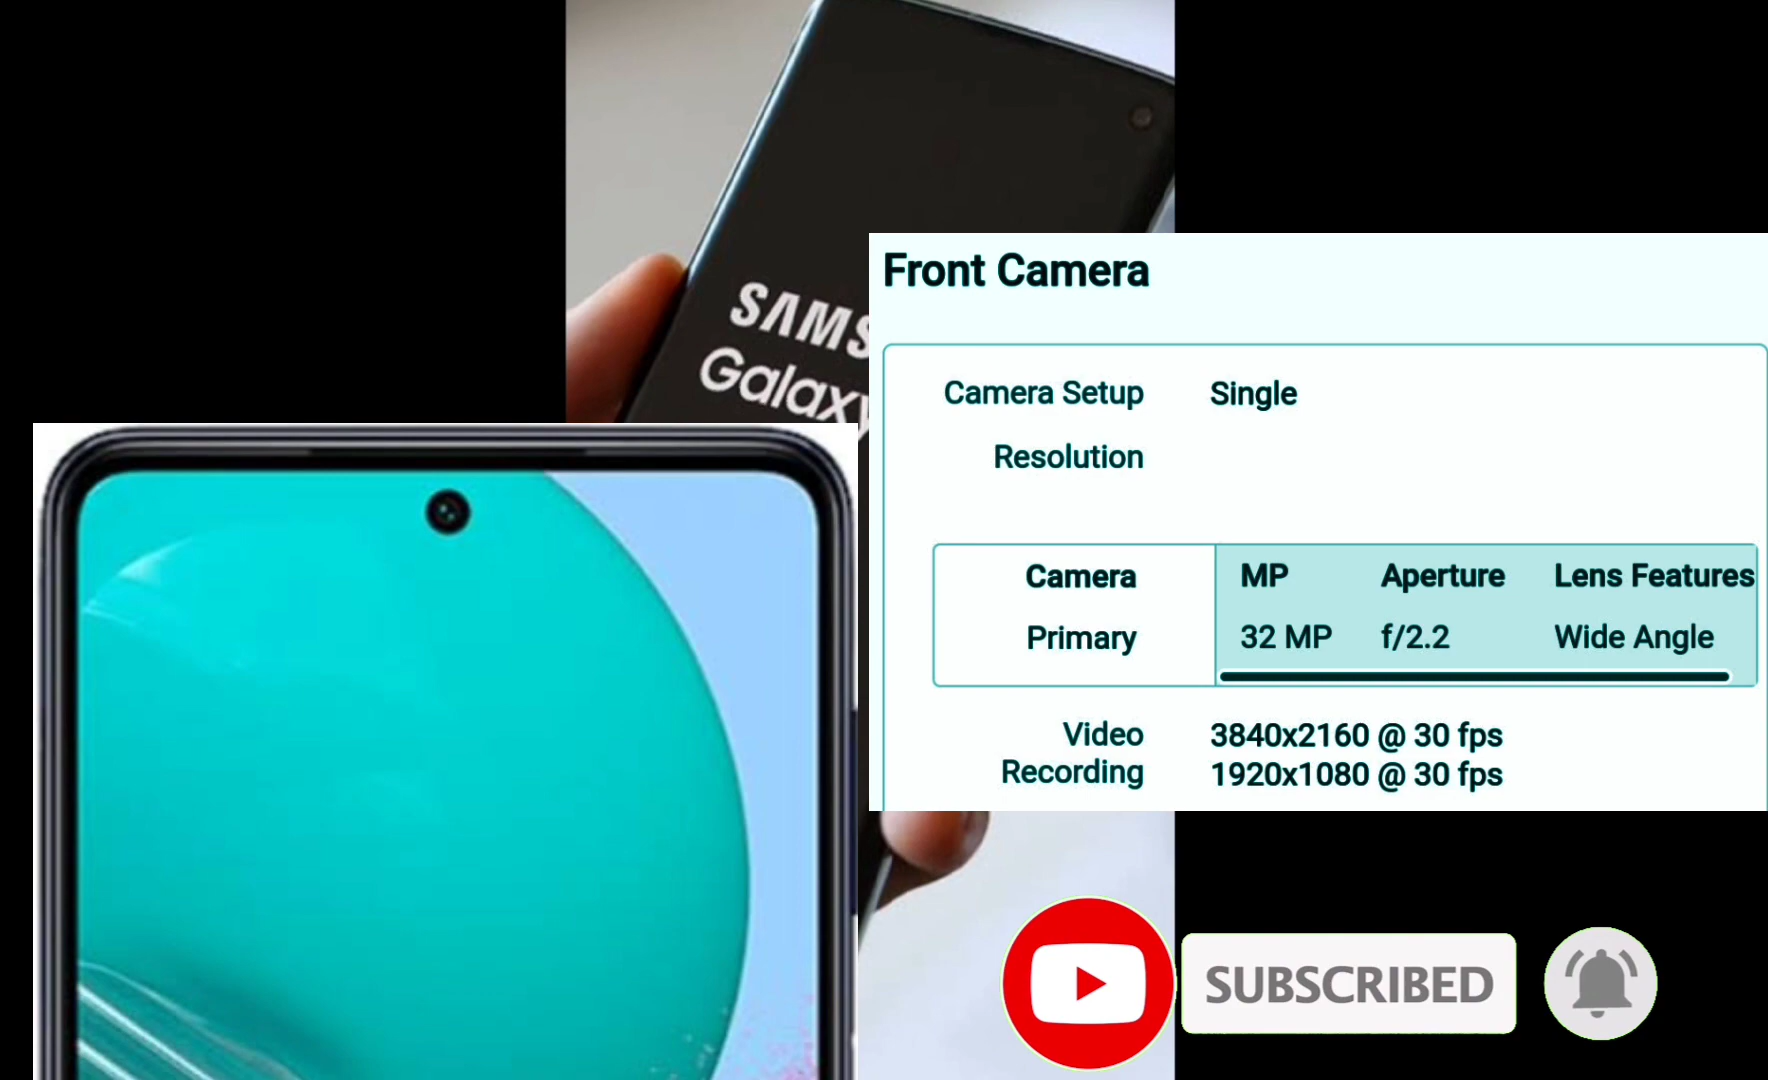 SAMS
Galaxy
Front Camera
Camera Setup Single
Resolution
Camera MP Aperture Lens Features
Primary 32 MP f/2.2 Wide Angle
Video 3840x2160 @ 30 fps
Recording 1920x1080 @ 30 fps
SUBSCRIBED